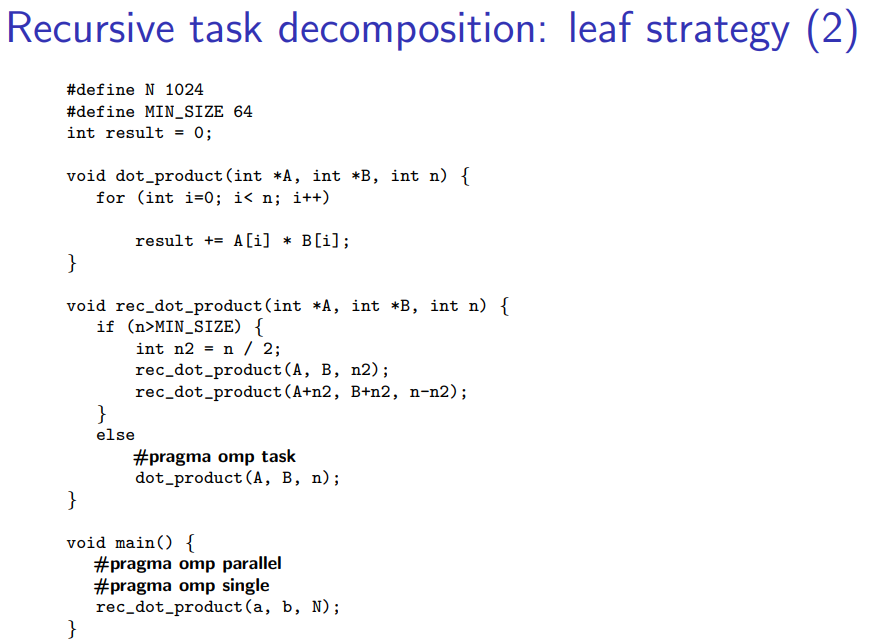 Recursive task decomposition: leaf strategy (2)
#define N 1024
#define MIN_SIZE 64
int result = 0;
void dot_product(int *A, int *B, int n) {
for (int i=0; i< n; i++)
result += A[i] * B[i];
}
void rec_dot_product(int *A, int *B, int n) {
if (n>MIN_SIZE) {
int n2 = n / 2;
rec_dot_product(A, B, n2);
rec_dot_product(A+n2, B+n2, n-n2);
}
else
#pragma omp task
dot_product(A, B, n);
}
void main() {
#pragma omp parallel
#pragma omp single
rec_dot_product(a, b, N);
}